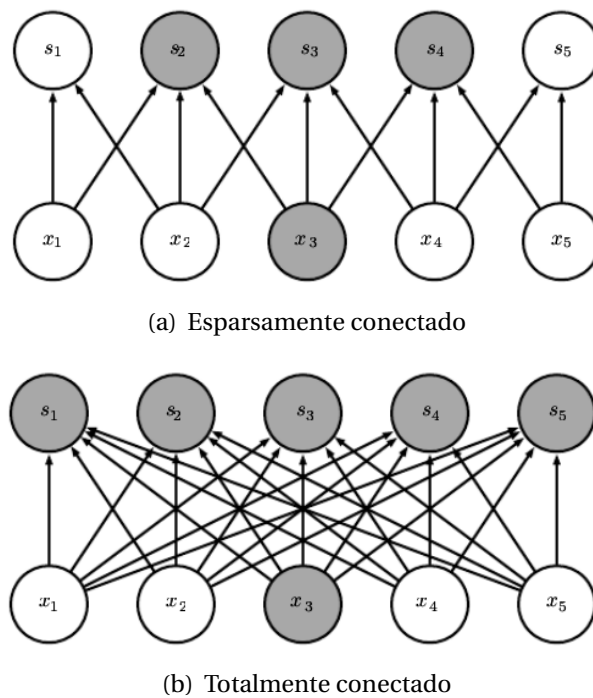 s1 s2 s3 s4 s5
x1 x2 x3 x4 x5
(a) Esparsamente conectado
s1 s2 s3 s4 s5
x1 x2 x3 x4 x5
(b) Totalmente conectado